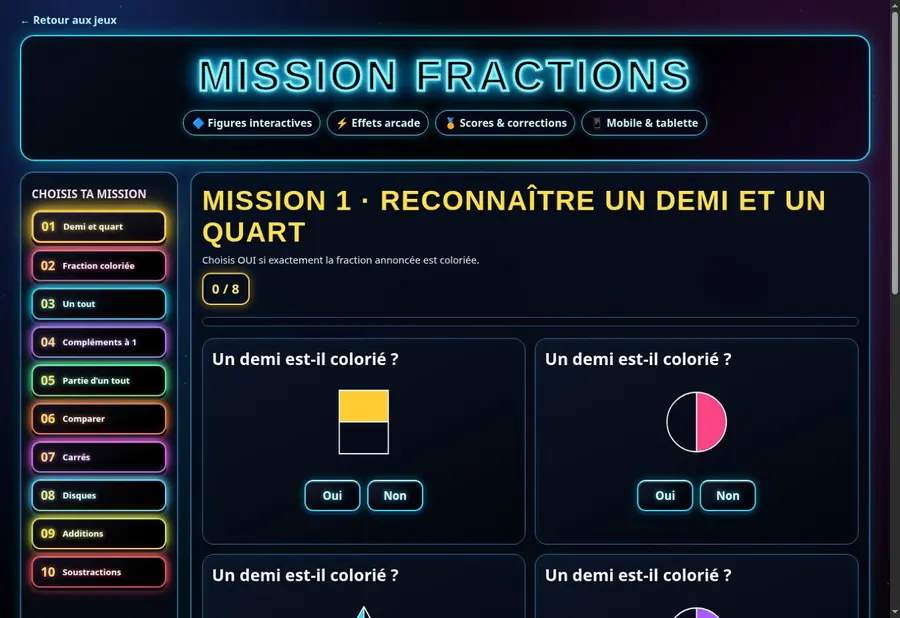 ← Retour aux jeux
MISSION FRACTIONS
🔷 Figures interactives
⚡ Effets arcade
🏅 Scores & corrections
📱 Mobile & tablette
CHOISIS TA MISSION
01 Demi et quart
02 Fraction coloriée
03 Un tout
04 Compléments à 1
05 Partie d'un tout
06 Comparer
07 Carrés
08 Disques
09 Additions
10 Soustractions
MISSION 1 · RECONNAÎTRE UN DEMI ET UN
QUART
Choisis OUI si exactement la fraction annoncée est coloriée.
0 / 8
Un demi est-il colorié ?
Oui Non
Un demi est-il colorié ?
Oui Non
Un demi est-il colorié ?
Un demi est-il colorié ?